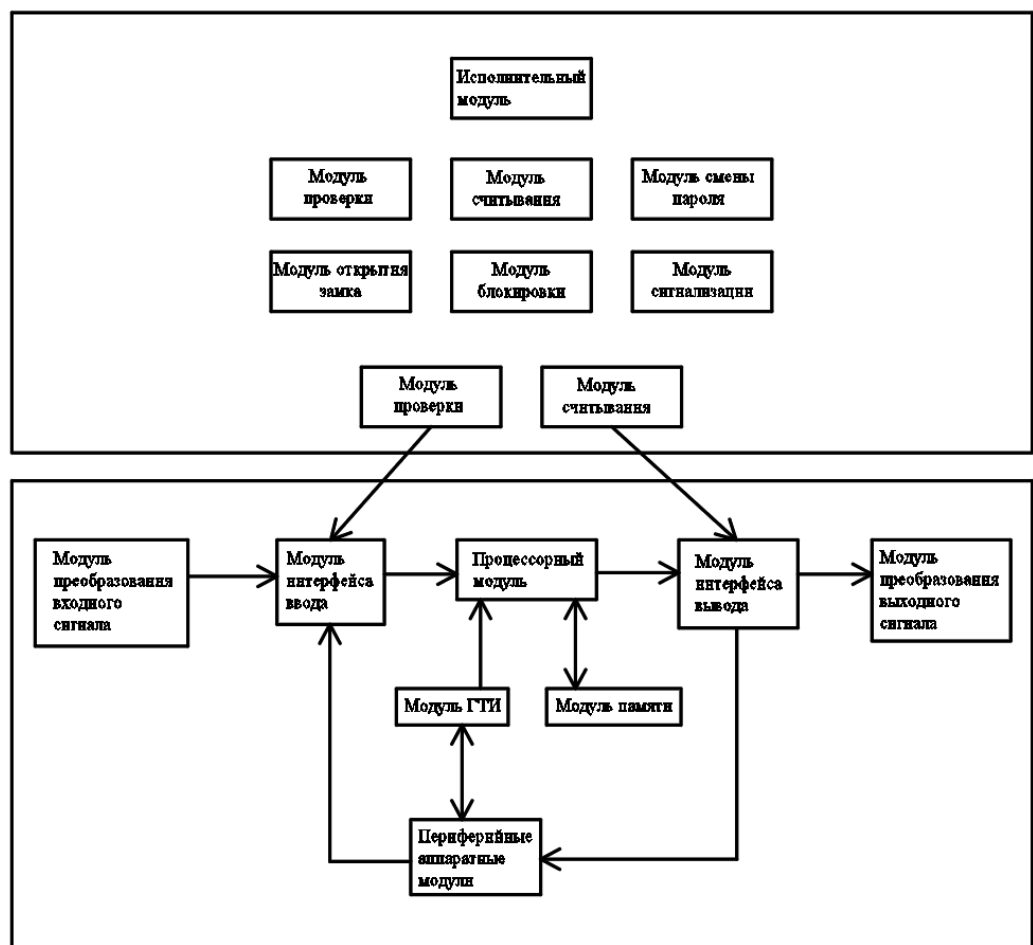 Исполнительный
модуль
Модуль
проверки
Модуль
считывания
Модуль смены
пароля
Модуль открытия
замка
Модуль
блокировки
Модуль
сигнализации
Модуль
проверки
Модуль
считывания
Модуль
преобразования
входного
сигнала
Модуль
интерфейса
ввода
Процессорный
модуль
Модуль
интерфейса
вывода
Модуль
преобразования
выходного
сигнала
Модуль ГТИ
Модуль памяти
Периферийные
аппаратные
модули